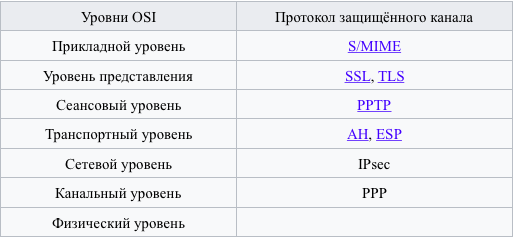 Уровни OSI Протокол защищённого канала
Прикладной уровень S/MIME
Уровень представления SSL, TLS
Сеансовый уровень PPTP
Транспортный уровень AH, ESP
Сетевой уровень IPsec
Канальный уровень PPP
Физический уровень